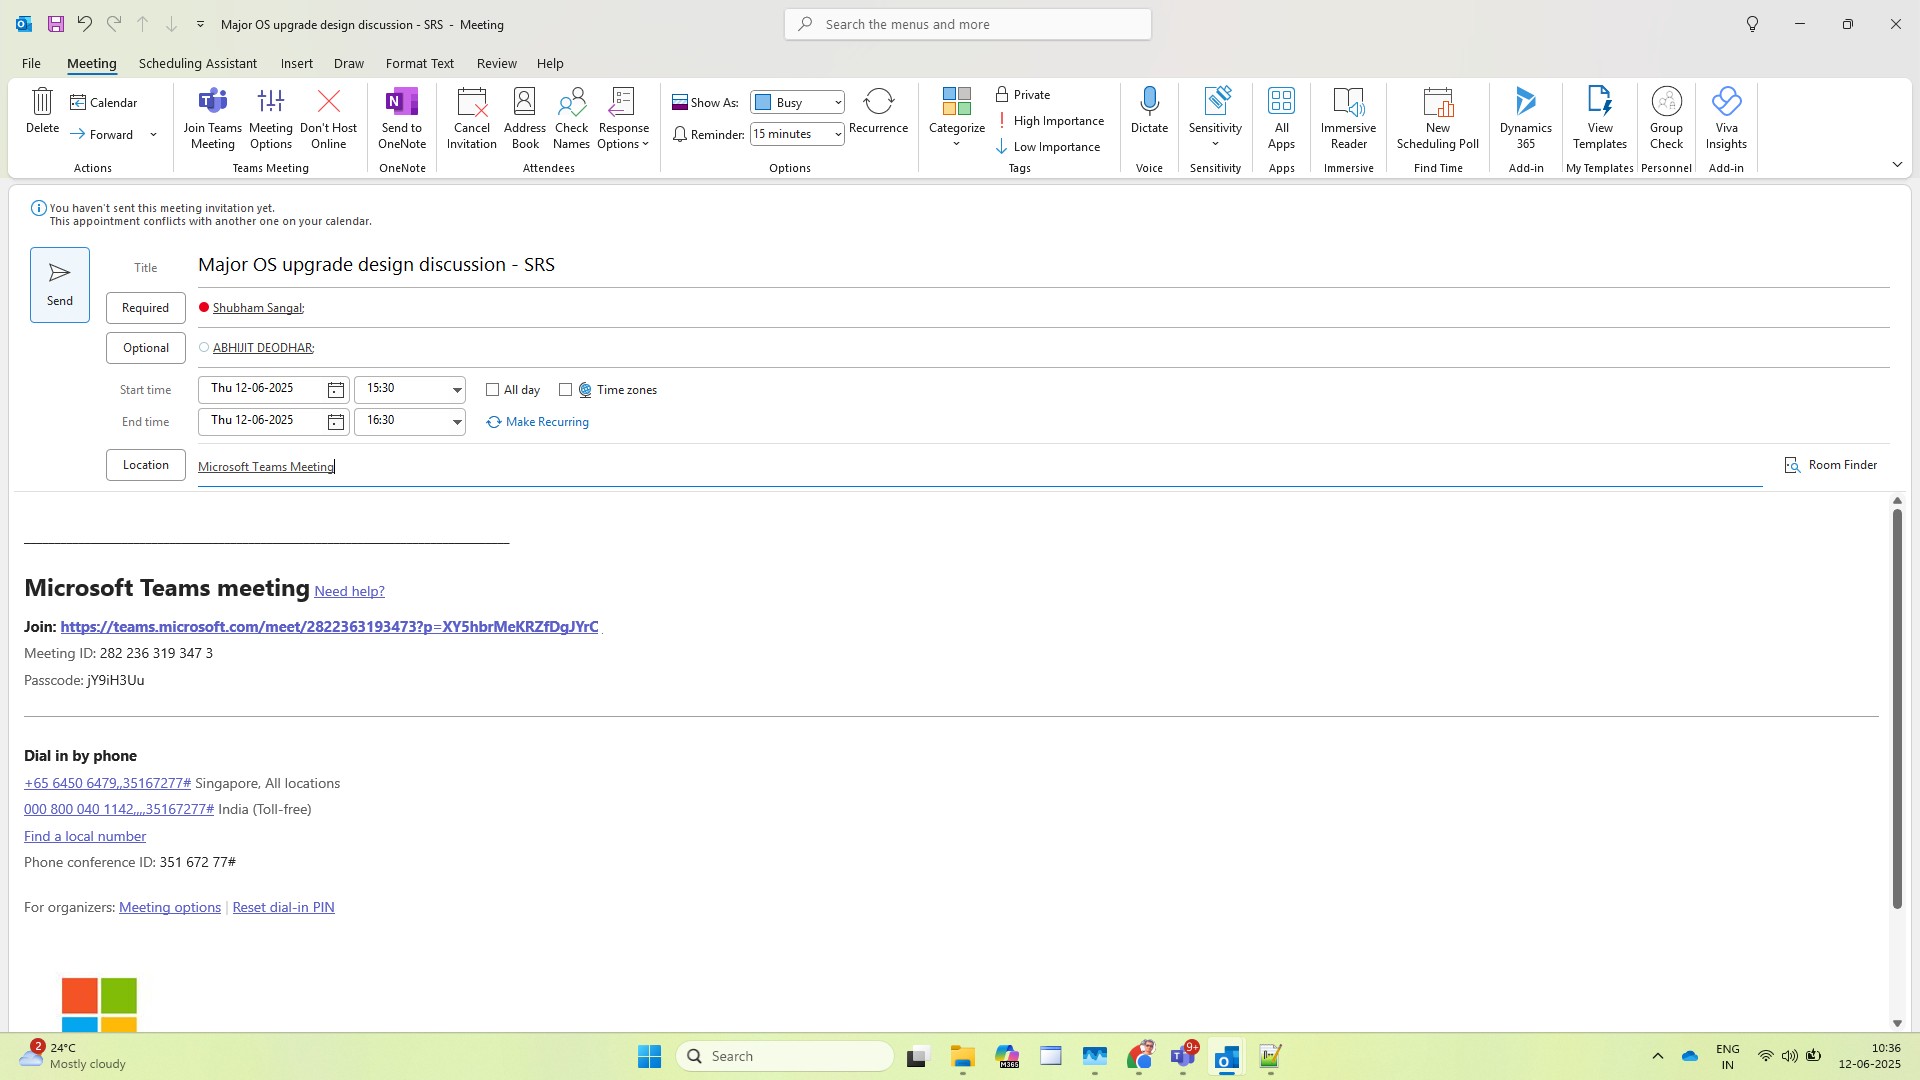 Major OS upgrade design discussion - SRS - Meeting
Search the menus and more
File Meeting Scheduling Assistant Insert Draw Format Text Review Help
Delete
Calendar
Forward
Actions
Join Teams Meeting
Meeting Options
Don't Host Online
Teams Meeting
Send to OneNote
OneNote
Cancel Invitation
Address Book
Check Names
Response Options
Attendees
Show As: Busy
Reminder: 15 minutes
Recurrence
Options
Categorize
Private
High Importance
Low Importance
Tags
Dictate
Voice
Sensitivity
Sensitivity
All Apps
Apps
Immersive Reader
Immersive
New Scheduling Poll
Find Time
Dynamics 365
Add-in
View Templates
My Templates
Group Check
Personnel
Viva Insights
Add-in
You haven't sent this meeting invitation yet.
This appointment conflicts with another one on your calendar.
Send
Title Major OS upgrade design discussion - SRS
Required Shubham Sangal;
Optional ABHIJIT DEODHAR;
Start time Thu 12-06-2025 15:30 All day Time zones
End time Thu 12-06-2025 16:30 Make Recurring
Location Microsoft Teams Meeting Room Finder
Microsoft Teams meeting Need help?
Join: https://teams.microsoft.com/meet/2822363193473?p=XY5hbrMeKRZfDgJYrC
Meeting ID: 282 236 319 347 3
Passcode: jY9iH3Uu
Dial in by phone
+65 6450 6479,,35167277# Singapore, All locations
000 800 040 1142,,,,35167277# India (Toll-free)
Find a local number
Phone conference ID: 351 672 77#
For organizers: Meeting options | Reset dial-in PIN
2
24°C
Mostly cloudy
Search
M365
9+
ENG
IN
10:36
12-06-2025